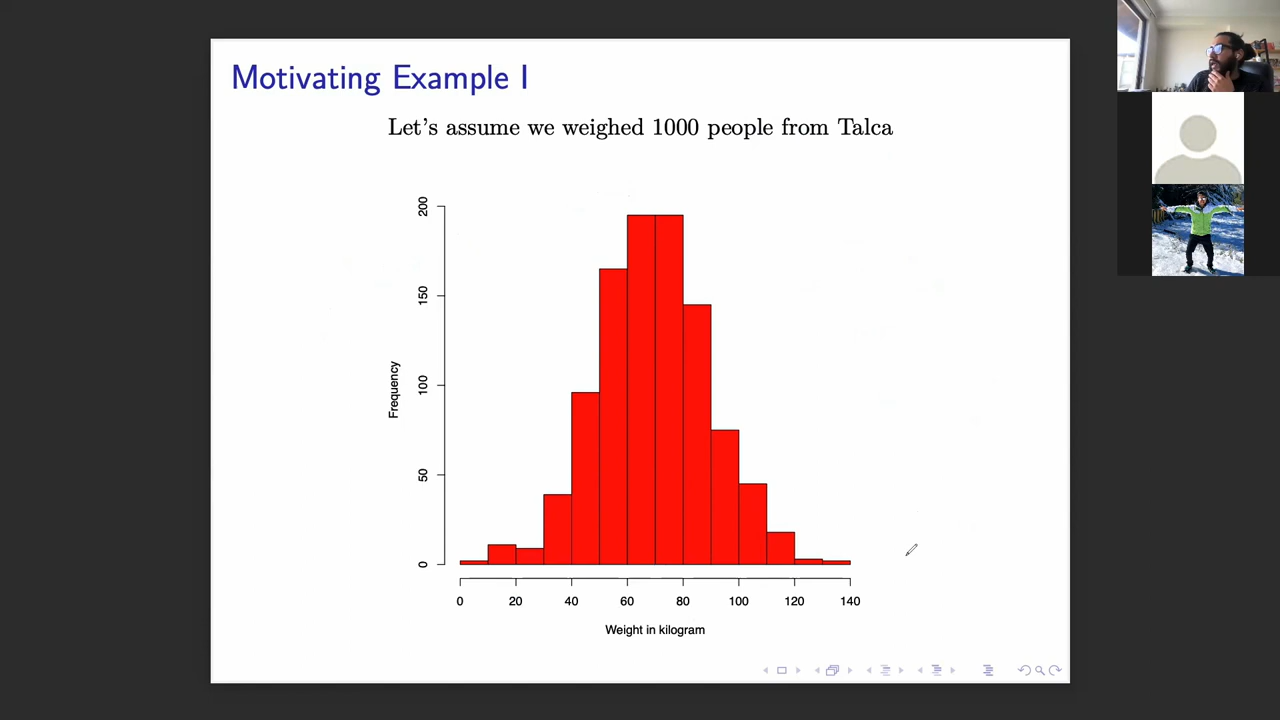 Motivating Example I
Let's assume we weighed 1000 people from Talca
200
150
100
50
0
Frequency
0 20 40 60 80 100 120 140
Weight in kilogram